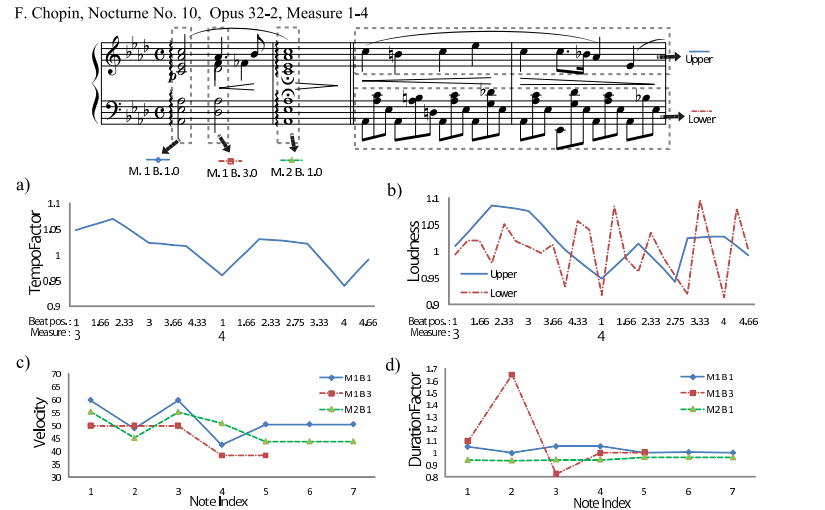 F. Chopin, Nocturne No. 10, Opus 32-2, Measure 1-4
Upper
Lower
M. 1 B. 1.0 M. 1 B. 3.0 M. 2 B. 1.0
a)
TempoFactor
1.1
1.05
1
0.95
0.9
Beat pos.: 1 1.66 2.33 3 3.66 4.33 1 1.66 2.33 2.75 3.33 4 4.66
Measure: 3 4
b)
Loudness
1.1
1.05
1
0.95
0.9
Upper
Lower
Beat pos.: 1 1.66 2.33 3 3.66 4.33 1 1.66 2.33 2.75 3.33 4 4.66
Measure: 3 4
c)
Velocity
70
65
60
55
50
45
40
35
30
M1B1
M1B3
M2B1
1 2 3 4 5 6 7
Note Index
d)
DurationFactor
1.7
1.6
1.5
1.4
1.3
1.2
1.1
1
0.9
0.8
M1B1
M1B3
M2B1
1 2 3 4 5 6 7
Note Index